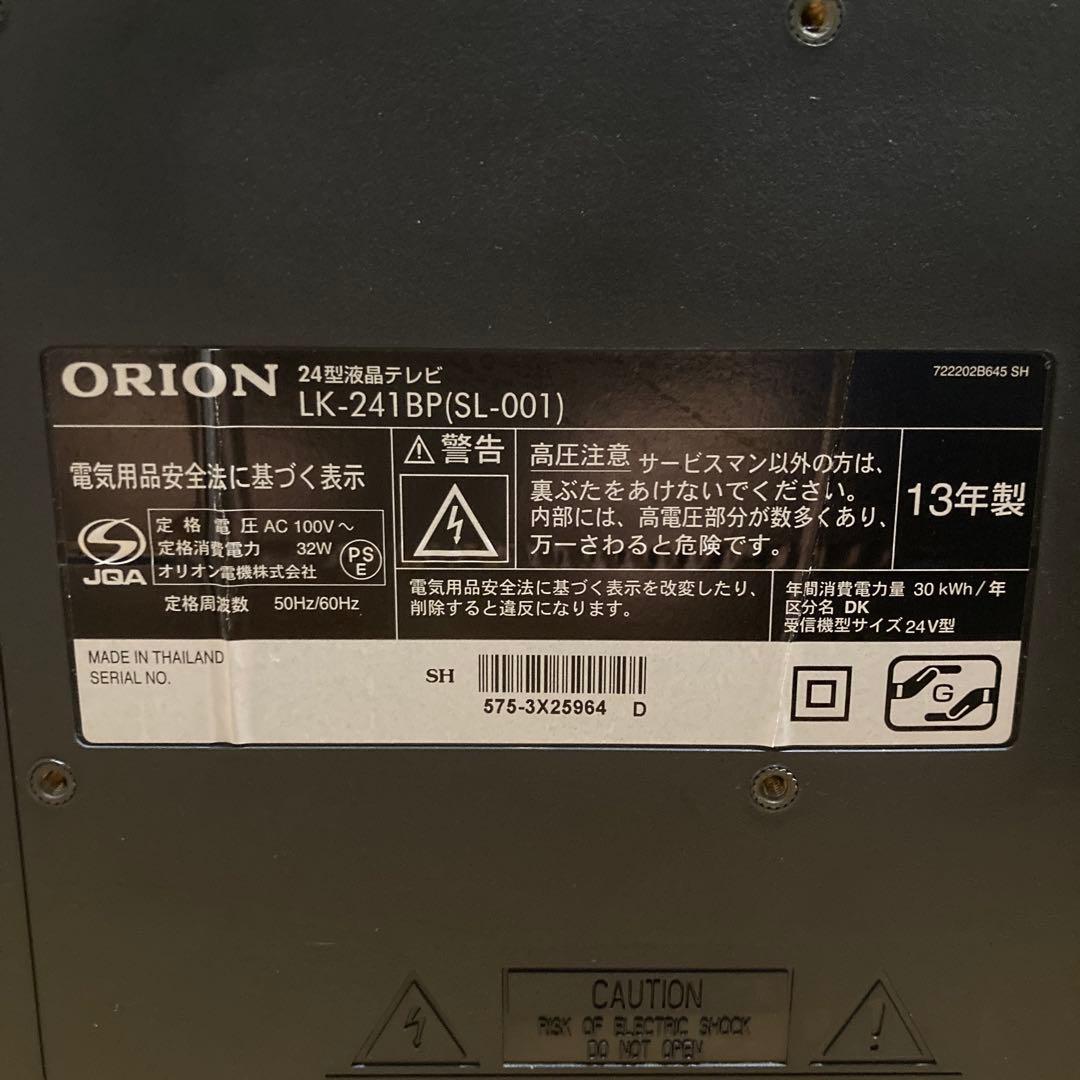 ORION
24型液晶テレビ
LK-241BP(SL-001)
722202B645 SH
電気用品安全法に基づく表示
JQA
定格電圧 AC 100V～
定格消費電力 32W
オリオン電機株式会社
PS
E
定格周波数 50Hz/60Hz
警告
高圧注意 サービスマン以外の方は、
裏ぶたをあけないでください。
内部には、高電圧部分が数多くあり、
万一さわると危険です。
13年製
電気用品安全法に基づく表示を改変したり、
削除すると違反になります。
年間消費電力量 30 kWh/年
区分名 DK
受信機型サイズ 24V型
MADE IN THAILAND
SERIAL NO.
SH
575-3X25964 D
G
CAUTION
RISK OF ELECTRIC SHOCK
DO NOT OPEN